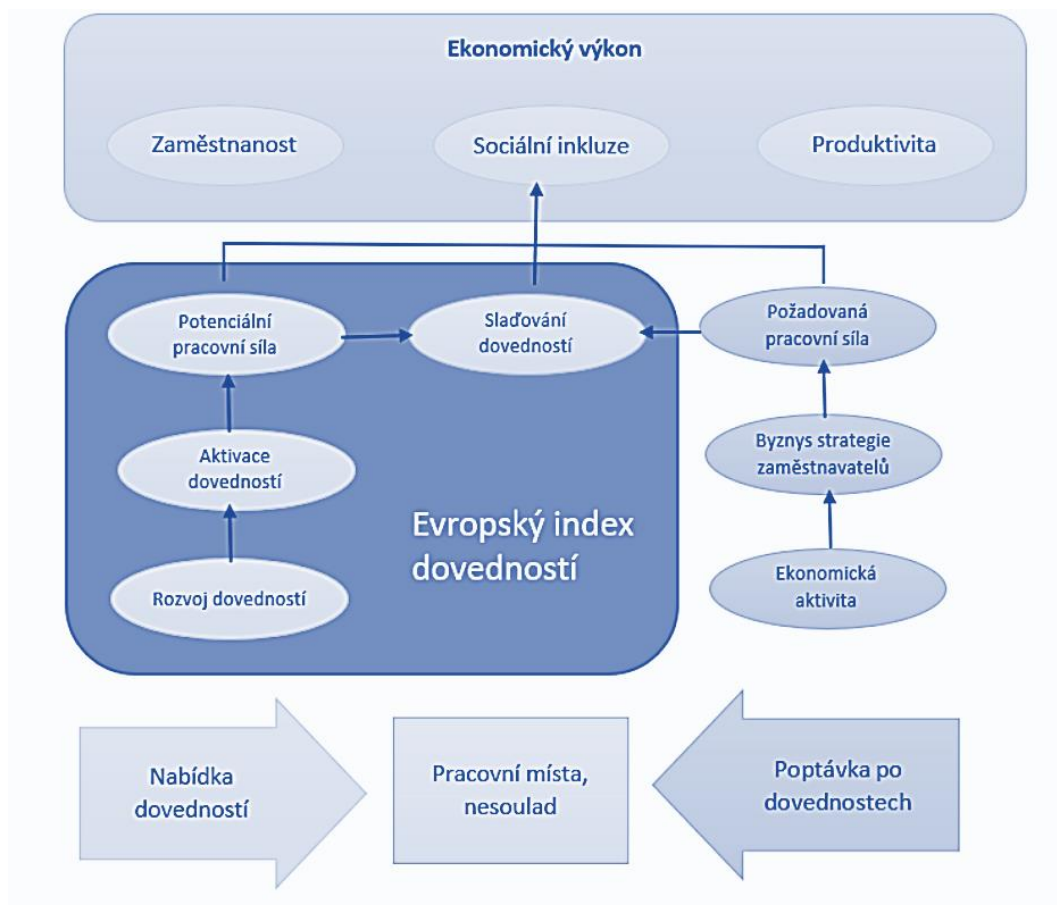 Ekonomický výkon
Zaměstnanost
Sociální inkluze
Produktivita
Potenciální
pracovní síla
Slaďování
dovedností
Požadovaná
pracovní síla
Aktivace
dovedností
Byznys strategie
zaměstnavatelů
Evropský index
dovedností
Rozvoj dovedností
Ekonomická
aktivita
Nabídka
dovedností
Pracovní místa,
nesoulad
Poptávka po
dovednostech